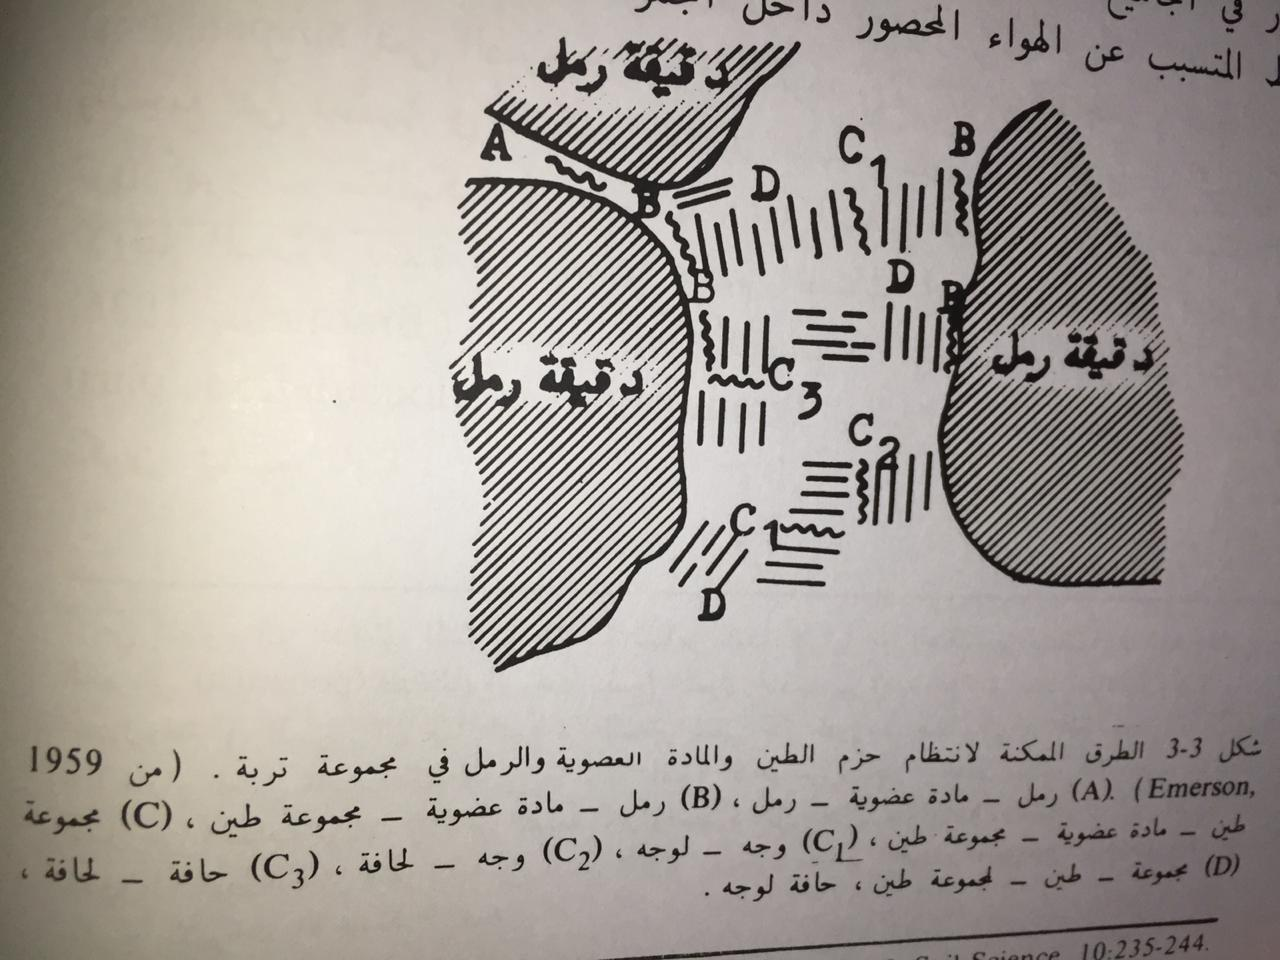 في
المتسبب عن الهواء المحصور داخل
دقيقة رمل
A
C1
B
B
D
D
B
B
دقيقة رمل
دقيقة رمل
C3
C2
C1
D
شكل 3-3 الطرق الممكنة لانتظام حزم الطين والمادة العضوية والرمل في مجموعة تربة . ( من 1959
Emerson, ) .(A) رمل – مادة عضوية – رمل ، (B) رمل – مادة عضوية – مجموعة طين ، (C) مجموعة
طين – مادة عضوية – مجموعة طين ، (C1) وجه – لوجه ، (C2) وجه – لحافة ، (C3) حافة – لحافة ،
(D) مجموعة – طين – لمجموعة طين ، حافة لوجه .
Soil Science, 10:235-244.